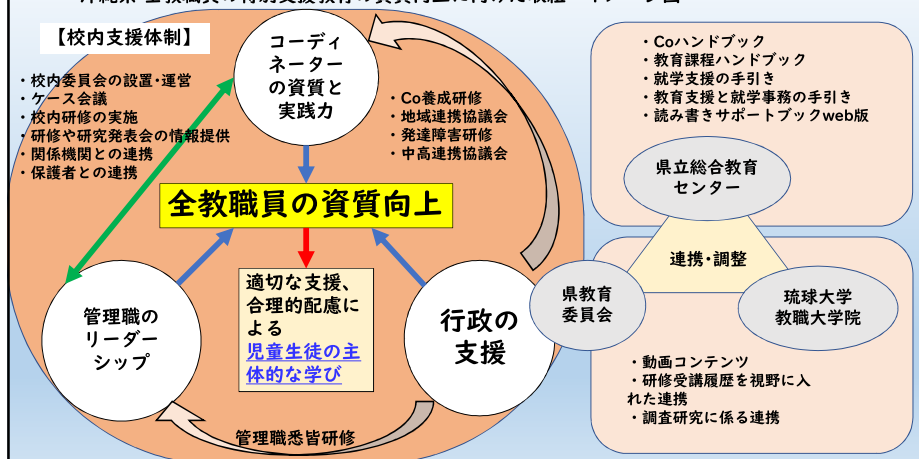 【校内支援体制】
・校内委員会の設置・運営
・ケース会議
・校内研修の実施
・研修や研究発表会の情報提供
・関係機関との連携
・保護者との連携
コーディ
ネーター
の資質と
実践力
・Co養成研修
・地域連携協議会
・発達障害研修
・中高連携協議会
全教職員の資質向上
管理職の
リーダー
シップ
適切な支援、
合理的配慮に
よる
児童生徒の主
体的な学び
行政の
支援
管理職悉皆研修
・Coハンドブック
・教育課程ハンドブック
・就学支援の手引き
・教育支援と就学事務の手引き
・読み書きサポートブックweb版
県立総合教育
センター
連携・調整
県教育
委員会
琉球大学
教職大学院
・動画コンテンツ
・研修受講履歴を視野に入
れた連携
・調査研究に係る連携